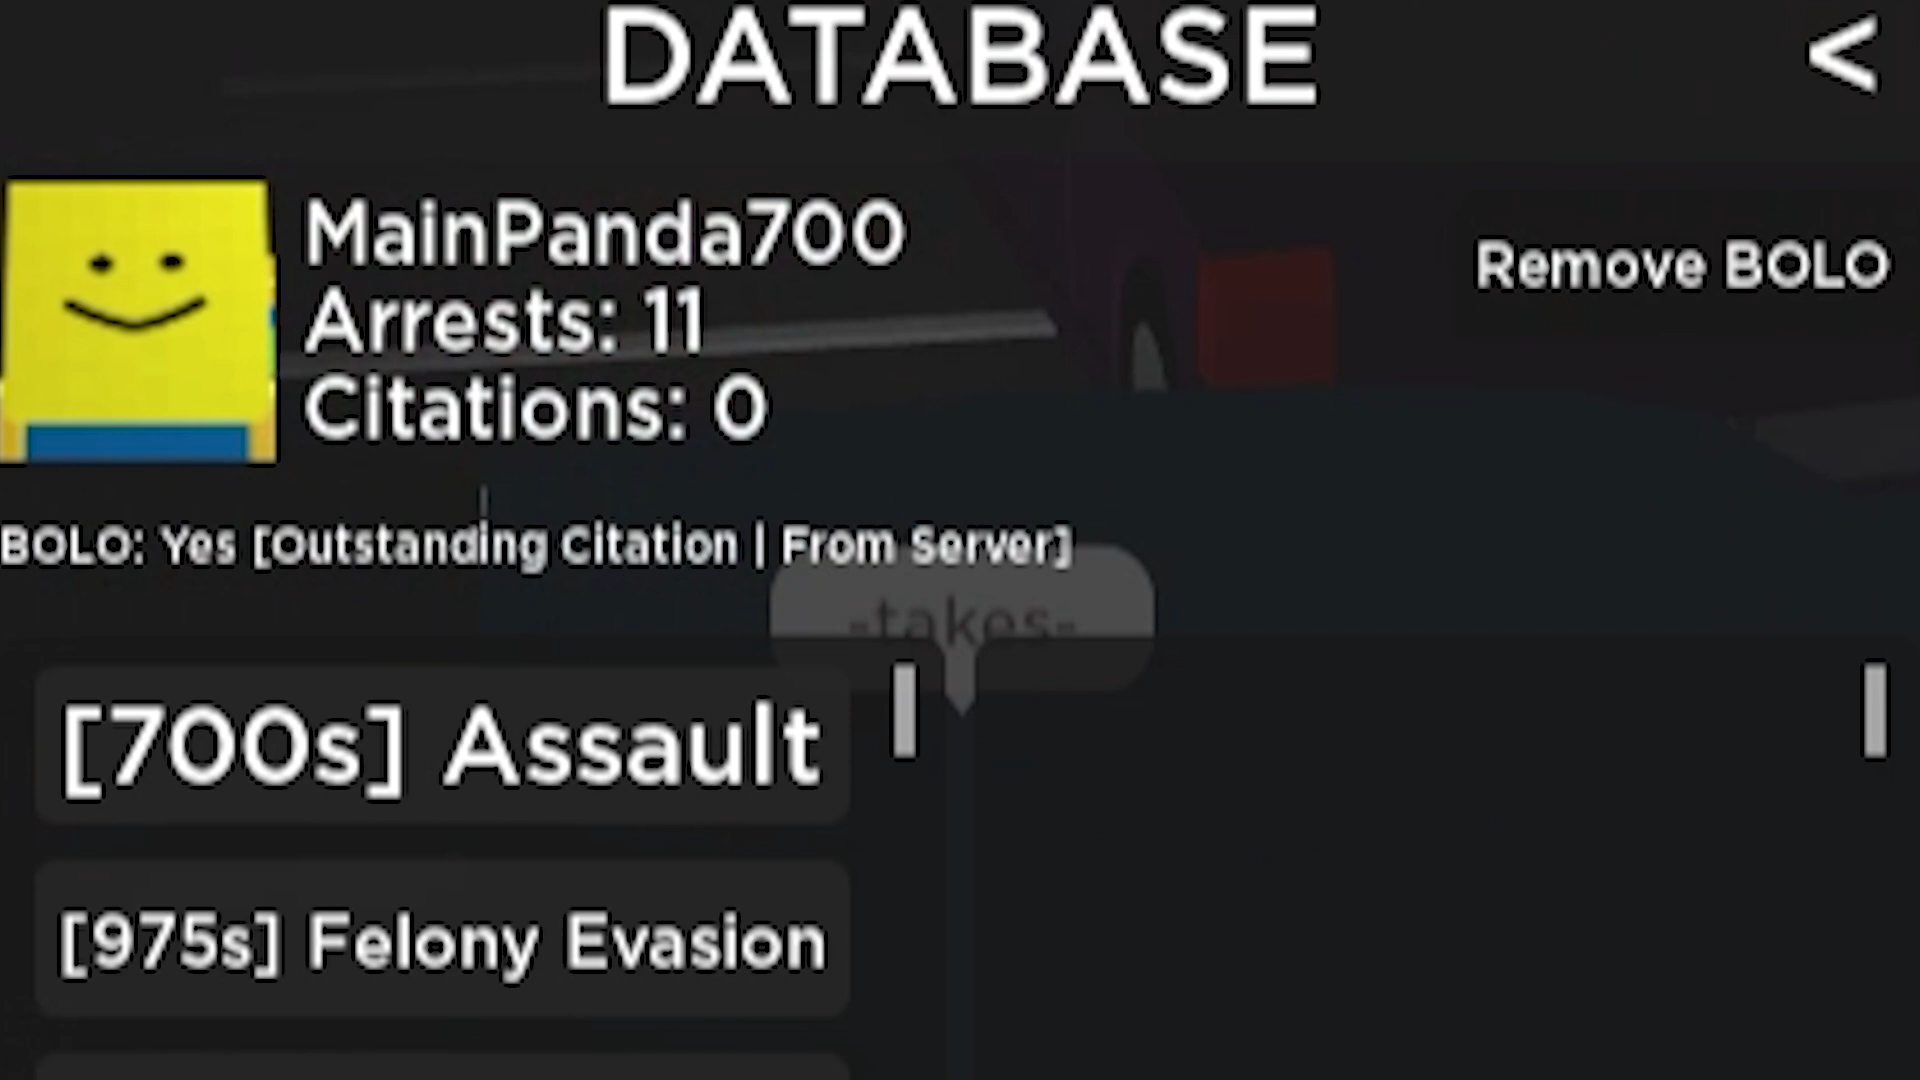 DATABASE
<
MainPanda700
Arrests: 11
Citations: 0
Remove BOLO
BOLO: Yes [Outstanding Citation | From Server]
-takes-
[700s] Assault
[975s] Felony Evasion